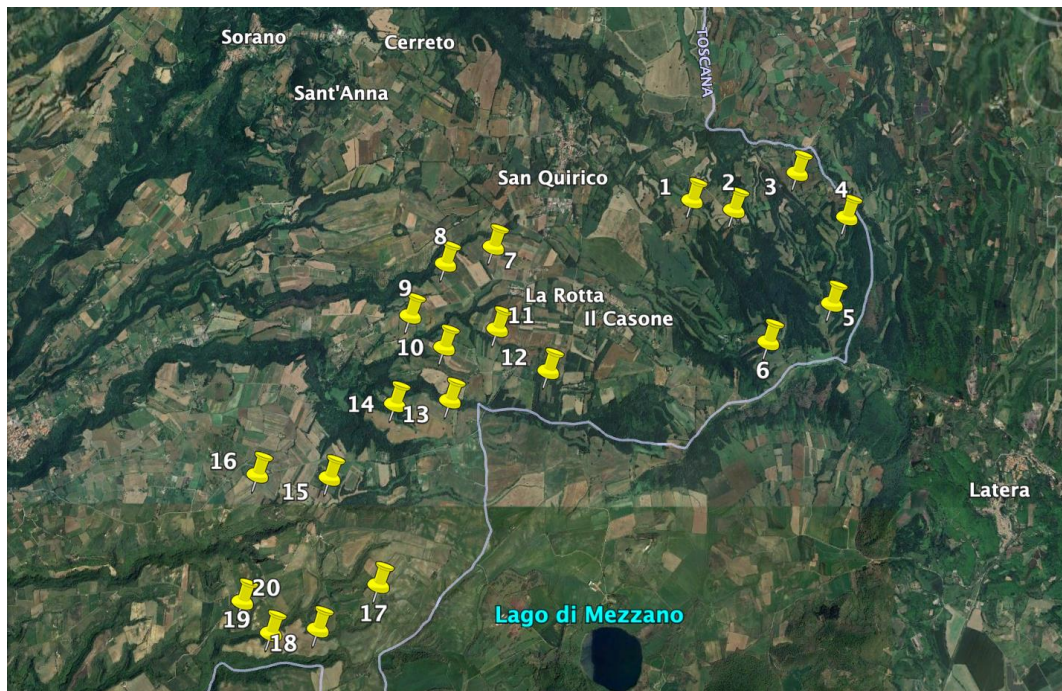 Sorano
Cerreto
TOSCANA
Sant'Anna
San Quirico
1
2
3
4
8
7
9
La Rotta
11
Il Casone
5
10
12
6
14
13
16
15
Latera
20
17
19
18
Lago di Mezzano